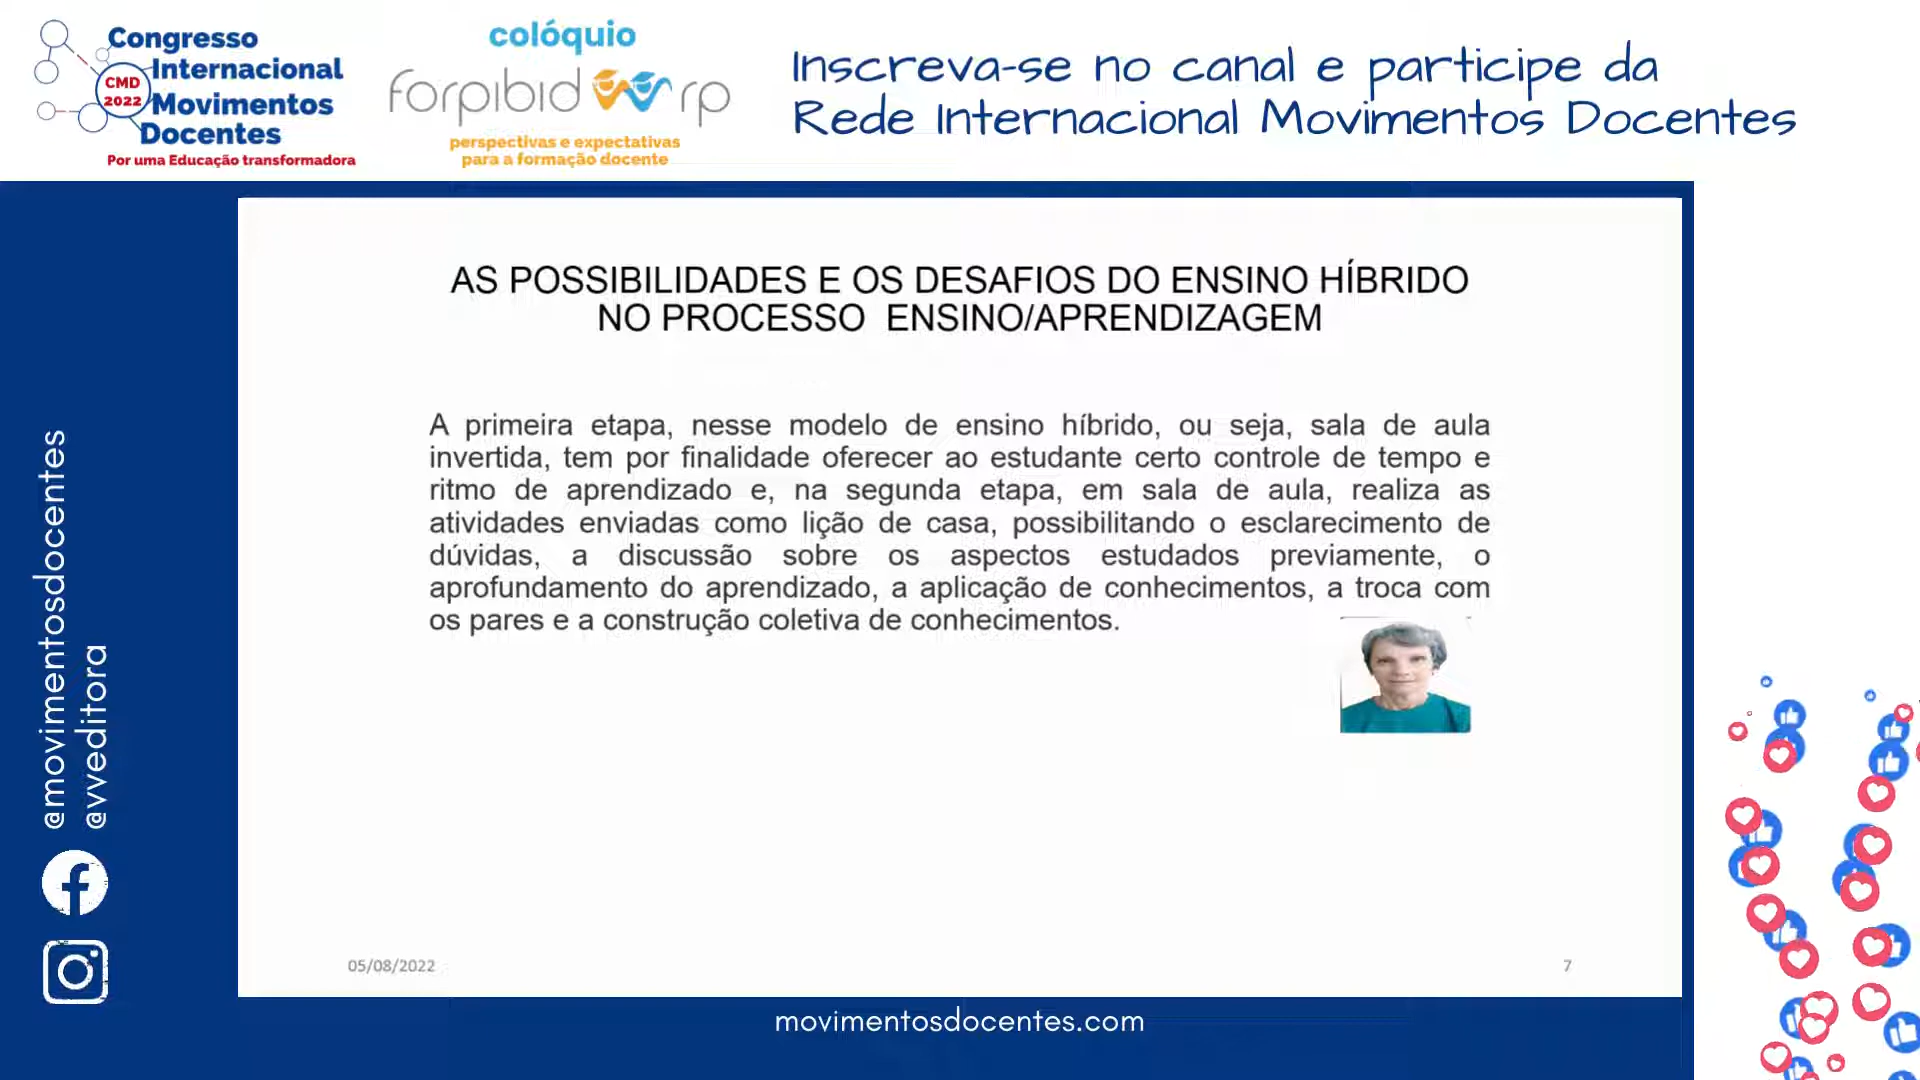 Congresso
Internacional
Movimentos
Docentes
CMD
2022
Por uma Educação transformadora
colóquio
forpibid rp
perspectivas e expectativas
para a formação docente
Inscreva-se no canal e participe da
Rede Internacional Movimentos Docentes
AS POSSIBILIDADES E OS DESAFIOS DO ENSINO HÍBRIDO
NO PROCESSO ENSINO/APRENDIZAGEM
A primeira etapa, nesse modelo de ensino híbrido, ou seja, sala de aula
invertida, tem por finalidade oferecer ao estudante certo controle de tempo e
ritmo de aprendizado e, na segunda etapa, em sala de aula, realiza as
atividades enviadas como lição de casa, possibilitando o esclarecimento de
dúvidas, a discussão sobre os aspectos estudados previamente, o
aprofundamento do aprendizado, a aplicação de conhecimentos, a troca com
os pares e a construção coletiva de conhecimentos.
05/08/2022
7
@movimentosdocentes
@vveditora
movimentosdocentes.com